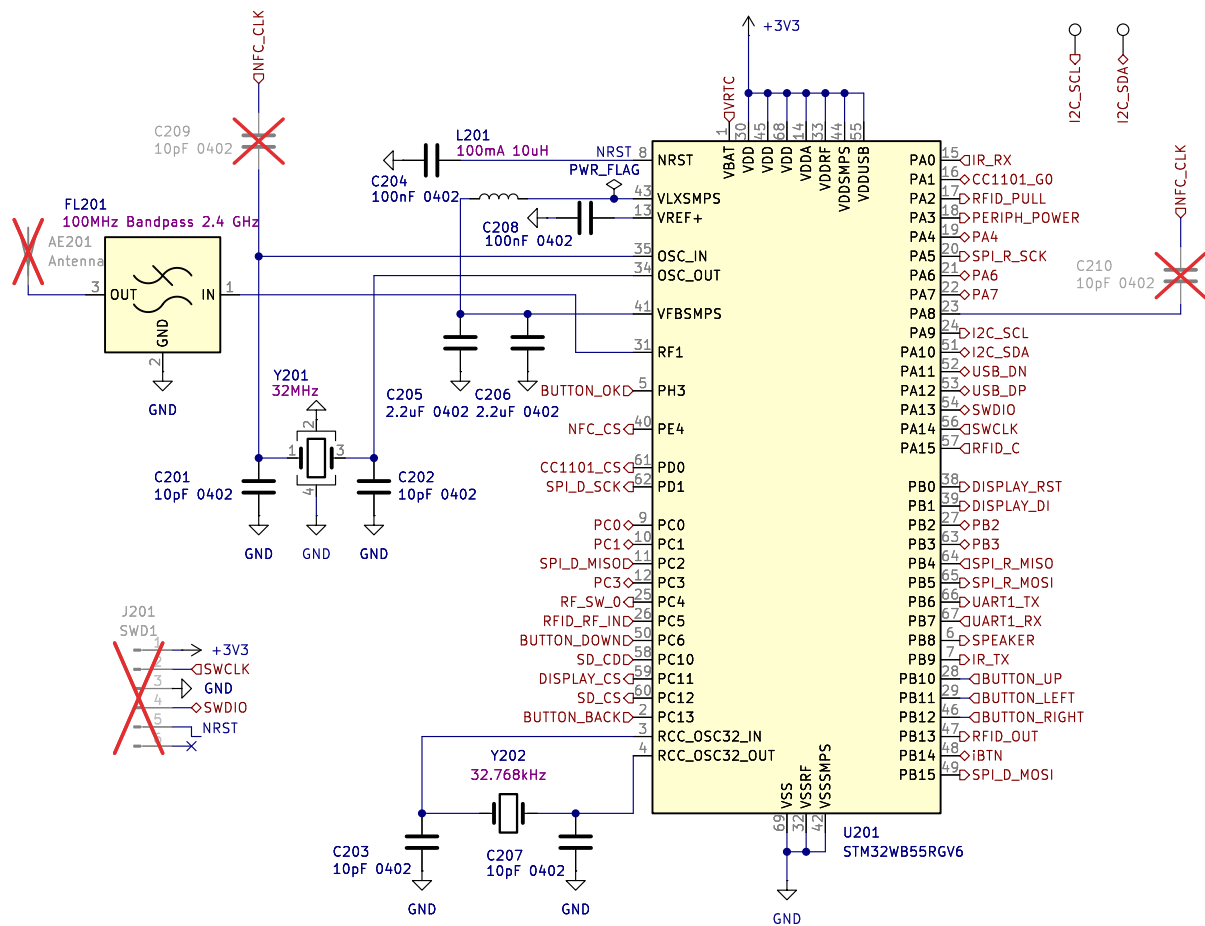 NFC_CLK
+3V3
VRTC
I2C_SCL
I2C_SDA
C209
10pF 0402
L201
100mA 10uH
NRST
PWR_FLAG
C204
100nF 0402
C208
100nF 0402
FL201
100MHz Bandpass 2.4 GHz
AE201
Antenna
3
OUT
IN
1
GND
2
GND
Y201
32MHz
2
1
3
4
C201
10pF 0402
C202
10pF 0402
GND
GND
GND
C205
2.2uF 0402
C206
2.2uF 0402
NFC_CLK
C210
10pF 0402
1
VBAT
30
VDD
45
VDD
68
VDD
14
VDDA
33
VDDRF
44
VDDSMPS
55
VDDUSB
8
NRST
43
VLXSMPS
13
VREF+
35
OSC_IN
34
OSC_OUT
41
VFBSMPS
31
RF1
BUTTON_OK
5
PH3
NFC_CS
40
PE4
CC1101_CS
61
PD0
SPI_D_SCK
62
PD1
PC0
9
PC0
PC1
10
PC1
SPI_D_MISO
11
PC2
PC3
12
PC3
RF_SW_0
25
PC4
RFID_RF_IN
26
PC5
BUTTON_DOWN
50
PC6
SD_CD
58
PC10
DISPLAY_CS
59
PC11
SD_CS
60
PC12
BUTTON_BACK
2
PC13
3
RCC_OSC32_IN
4
RCC_OSC32_OUT
PA0
15
IR_RX
PA1
16
CC1101_G0
PA2
17
RFID_PULL
PA3
18
PERIPH_POWER
PA4
19
PA4
PA5
20
SPI_R_SCK
PA6
21
PA6
PA7
22
PA7
PA8
23
PA9
24
I2C_SCL
PA10
51
I2C_SDA
PA11
52
USB_DN
PA12
53
USB_DP
PA13
54
SWDIO
PA14
56
SWCLK
PA15
57
RFID_C
PB0
38
DISPLAY_RST
PB1
39
DISPLAY_DI
PB2
27
PB2
PB3
63
PB3
PB4
64
SPI_R_MISO
PB5
65
SPI_R_MOSI
PB6
66
UART1_TX
PB7
67
UART1_RX
PB8
6
SPEAKER
PB9
7
IR_TX
PB10
28
BUTTON_UP
PB11
29
BUTTON_LEFT
PB12
46
BUTTON_RIGHT
PB13
47
RFID_OUT
PB14
48
iBTN
PB15
49
SPI_D_MOSI
VSS
69
VSSRF
32
VSSSMPS
42
U201
STM32WB55RGV6
GND
J201
SWD1
1
+3V3
2
SWCLK
3
GND
4
SWDIO
5
NRST
6
Y202
32.768kHz
C203
10pF 0402
C207
10pF 0402
GND
GND